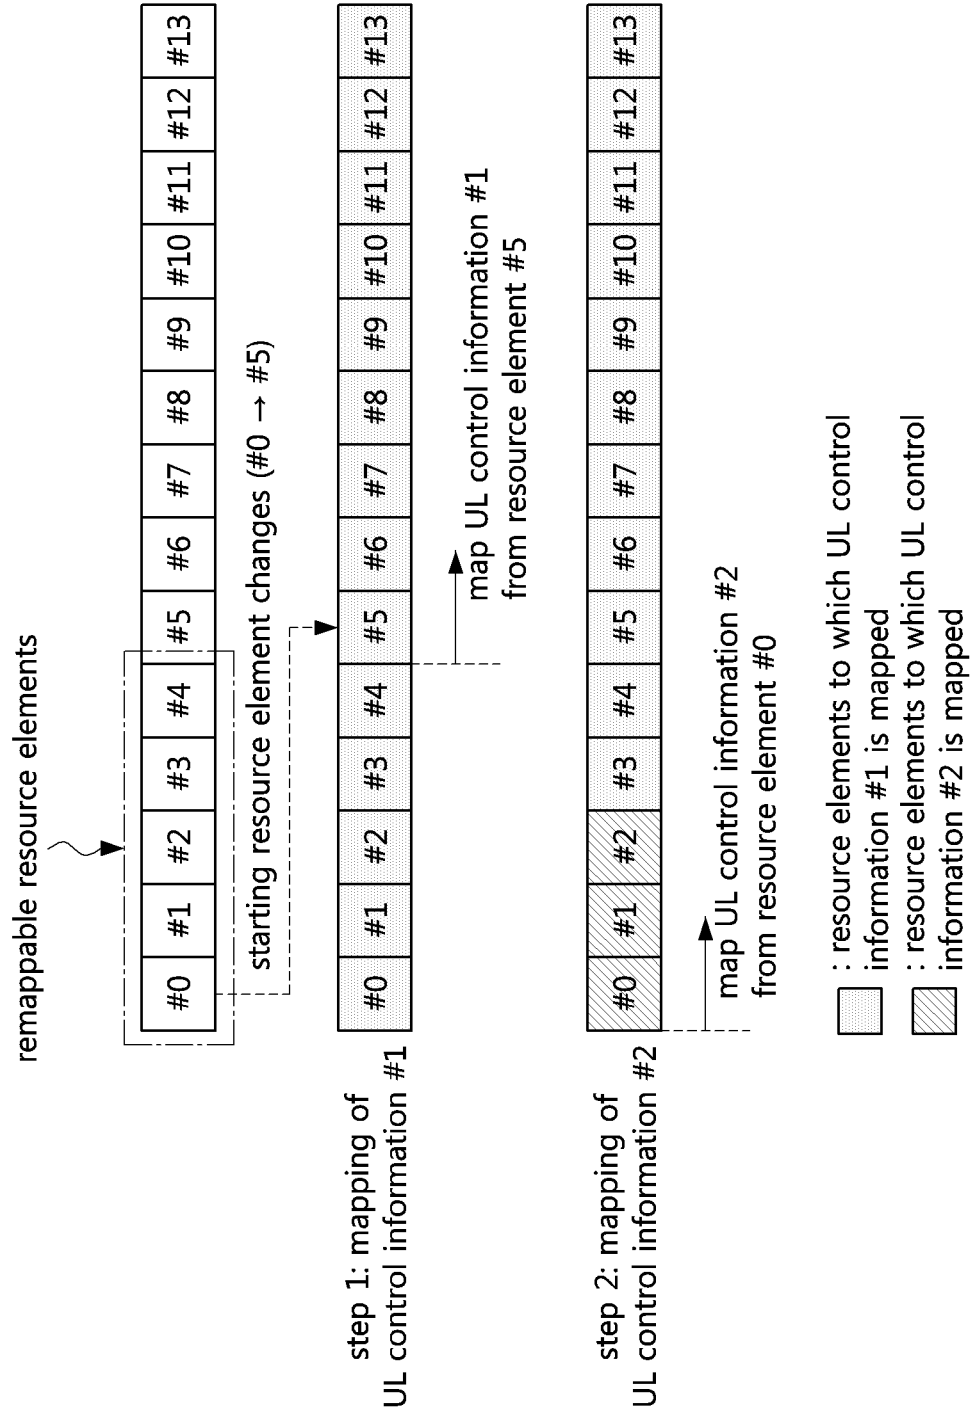 remappable resource elements
#0 #1 #2 #3 #4 #5 #6 #7 #8 #9 #10 #11 #12 #13
starting resource element changes (#0 → #5)
step 1: mapping of
UL control information #1
#0 #1 #2 #3 #4 #5 #6 #7 #8 #9 #10 #11 #12 #13
map UL control information #1
from resource element #5
step 2: mapping of
UL control information #2
#0 #1 #2 #3 #4 #5 #6 #7 #8 #9 #10 #11 #12 #13
map UL control information #2
from resource element #0
: resource elements to which UL control
information #1 is mapped
: resource elements to which UL control
information #2 is mapped